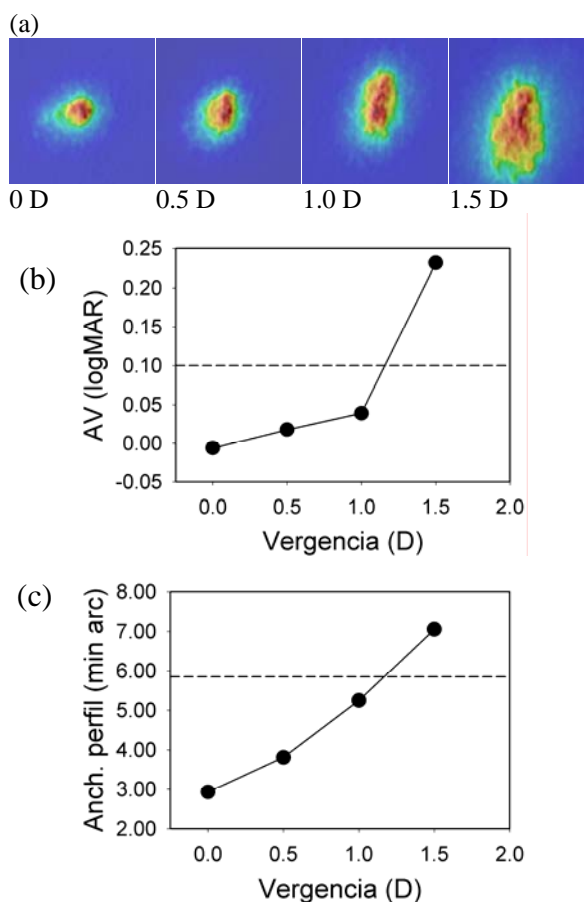 (a)
0 D 0.5 D 1.0 D 1.5 D
(b)
AV (logMAR)
0.25
0.20
0.15
0.10
0.05
0.00
-0.05
0.0 0.5 1.0 1.5 2.0
Vergencia (D)
(c)
Anch. perfil (min arc)
8.00
7.00
6.00
5.00
4.00
3.00
2.00
0.0 0.5 1.0 1.5 2.0
Vergencia (D)